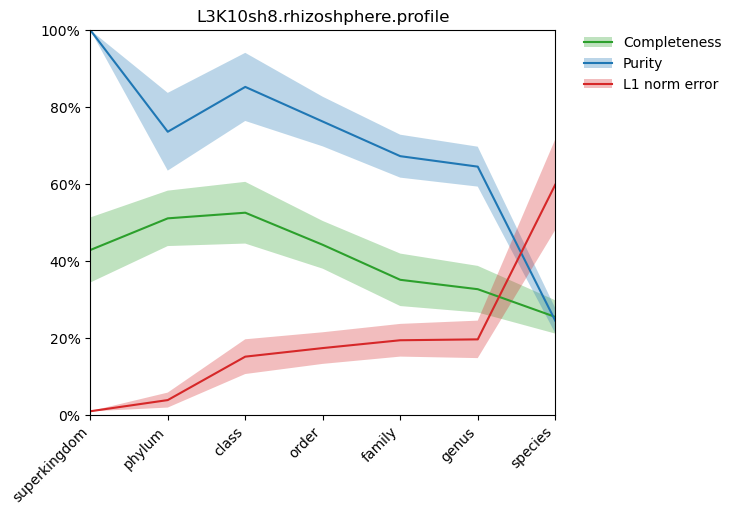 L3K10sh8.rhizoshphere.profile
100%
80%
60%
40%
20%
0%
superkingdom
phylum
class
order
family
genus
species
Completeness
Purity
L1 norm error